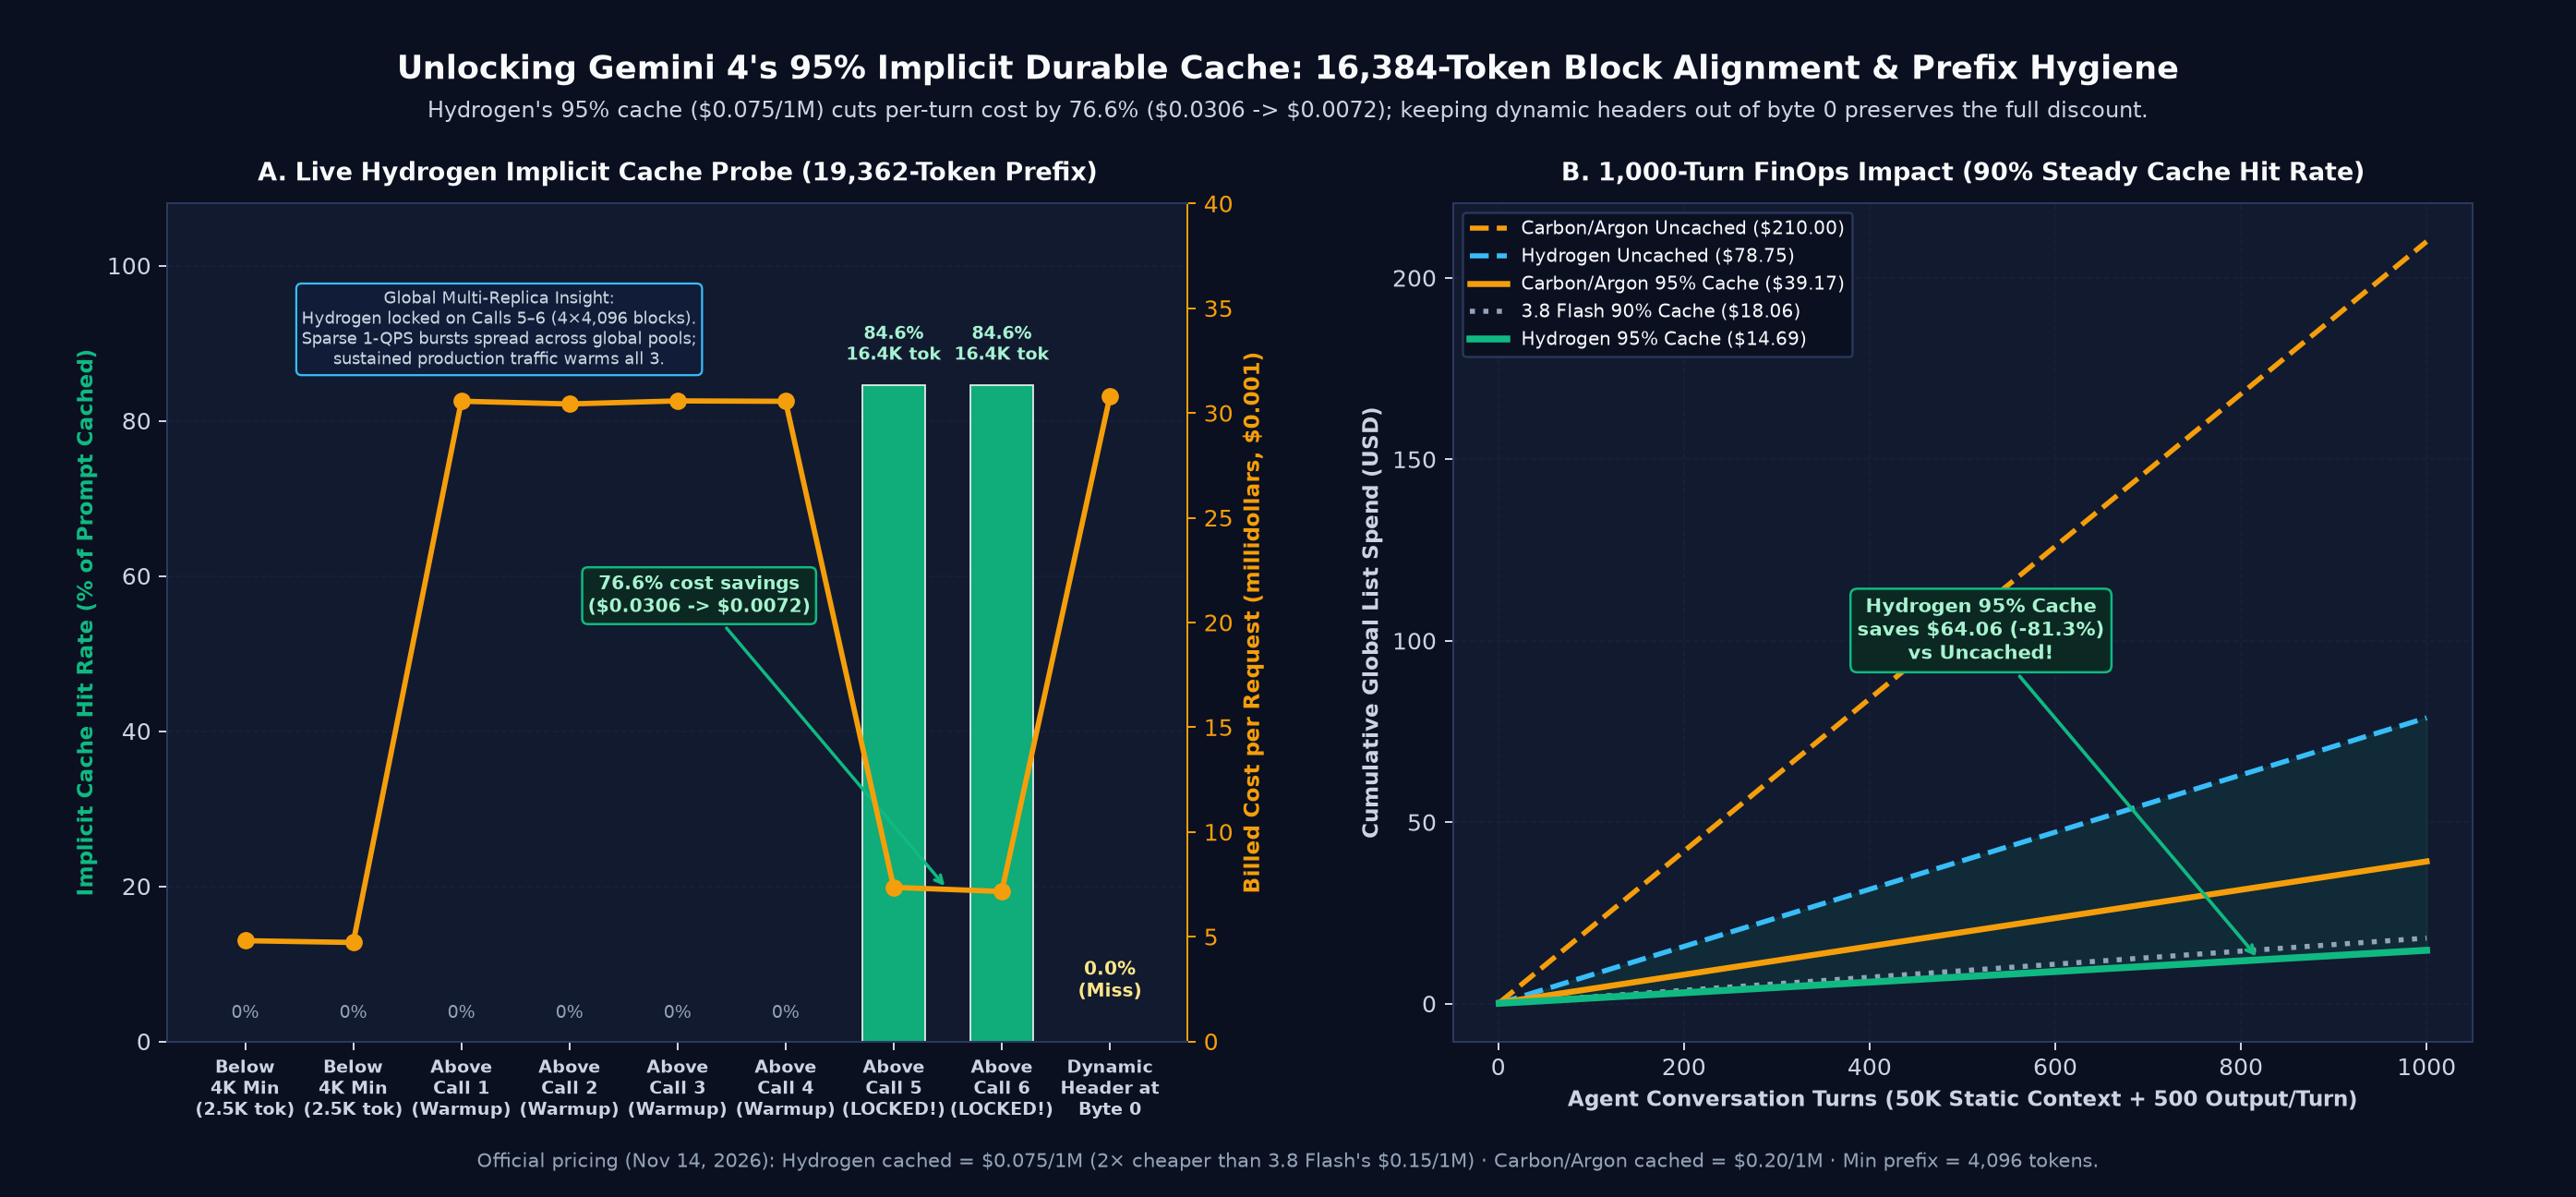 Unlocking Gemini 4's 95% Implicit Durable Cache: 16,384-Token Block Alignment & Prefix Hygiene
Hydrogen's 95% cache ($0.075/1M) cuts per-turn cost by 76.6% ($0.0306 -> $0.0072); keeping dynamic headers out of byte 0 preserves the full discount.
A. Live Hydrogen Implicit Cache Probe (19,362-Token Prefix)
Implicit Cache Hit Rate (% of Prompt Cached)
100
80
60
40
20
0
Global Multi-Replica Insight:
Hydrogen locked on Calls 5–6 (4×4,096 blocks).
Sparse 1-QPS bursts spread across global pools;
sustained production traffic warms all 3.
84.6%
16.4K tok
84.6%
16.4K tok
76.6% cost savings
($0.0306 -> $0.0072)
0%
0%
0%
0%
0%
0%
0.0%
(Miss)
40
35
30
25
20
15
10
5
0
Billed Cost per Request (millidollars, $0.001)
Below
4K Min
(2.5K tok)
Below
4K Min
(2.5K tok)
Above
Call 1
(Warmup)
Above
Call 2
(Warmup)
Above
Call 3
(Warmup)
Above
Call 4
(Warmup)
Above
Call 5
(LOCKED!)
Above
Call 6
(LOCKED!)
Dynamic
Header at
Byte 0
B. 1,000-Turn FinOps Impact (90% Steady Cache Hit Rate)
Cumulative Global List Spend (USD)
200
150
100
50
0
Carbon/Argon Uncached ($210.00)
Hydrogen Uncached ($78.75)
Carbon/Argon 95% Cache ($39.17)
3.8 Flash 90% Cache ($18.06)
Hydrogen 95% Cache ($14.69)
Hydrogen 95% Cache
saves $64.06 (-81.3%)
vs Uncached!
0
200
400
600
800
1000
Agent Conversation Turns (50K Static Context + 500 Output/Turn)
Official pricing (Nov 14, 2026): Hydrogen cached = $0.075/1M (2× cheaper than 3.8 Flash's $0.15/1M) · Carbon/Argon cached = $0.20/1M · Min prefix = 4,096 tokens.